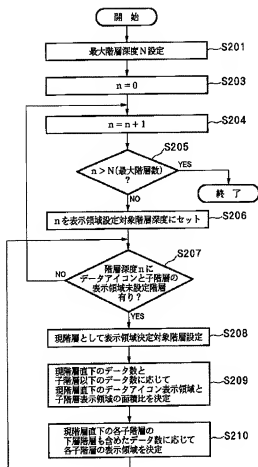 開 始
最大階層深度N設定
S201
n=0
S203
n=n+1
S204
S205
n>N(最大階層数)
?
YES
終 了
NO
nを表示領域設定対象階層深度にセット
S206
S207
階層深度nに
データアイコンと子階層の
表示領域未設定階層
有り?
NO
YES
現階層として表示領域決定対象階層設定
S208
現階層直下のデータ数と
子階層以下のデータ数に応じて
現階層直下のデータアイコン表示領域と
子階層表示領域の面積比を決定
S209
現階層直下の各子階層の
下層階層も含めたデータ数に応じて
各子階層の表示領域を決定
S210